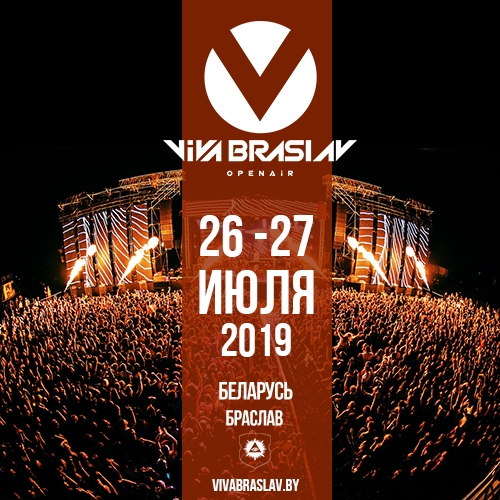 ViVA BRASLAV
OPENAiR
26 -27
ИЮЛЯ
2019
БЕЛАРУСЬ
БРАСЛАВ
VIVABRASLAV.BY